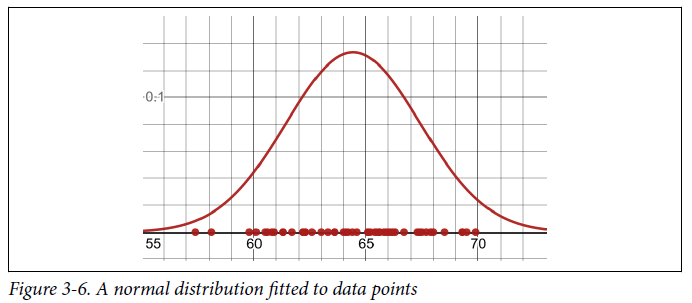 0.1
55 60 65 70
Figure 3-6. A normal distribution fitted to data points